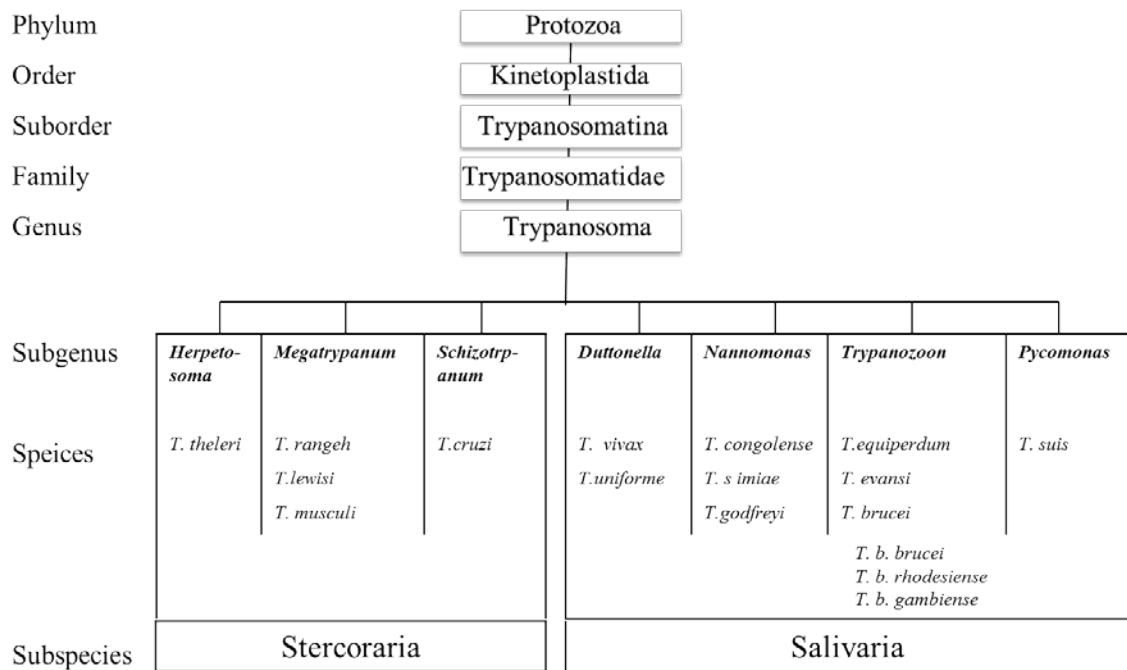 Phylum Protozoa
Order Kinetoplastida
Suborder Trypanosomatina
Family Trypanosomatidae
Genus Trypanosoma
Subgenus Herpeto- Megatrypanum Schizotrp- Duttonella Nannomonas Trypanozoon Pycomonas
soma anum
Speices T. theleri T. rangeh T.cruzi T. vivax T. congolense T.equiperdum T. suis
T.lewisi T.uniforme T. s imiae T. evansi
T. musculi T.godfreyi T. brucei
T. b. brucei
T. b. rhodesiense
T. b. gambiense
Subspecies Stercoraria Salivaria